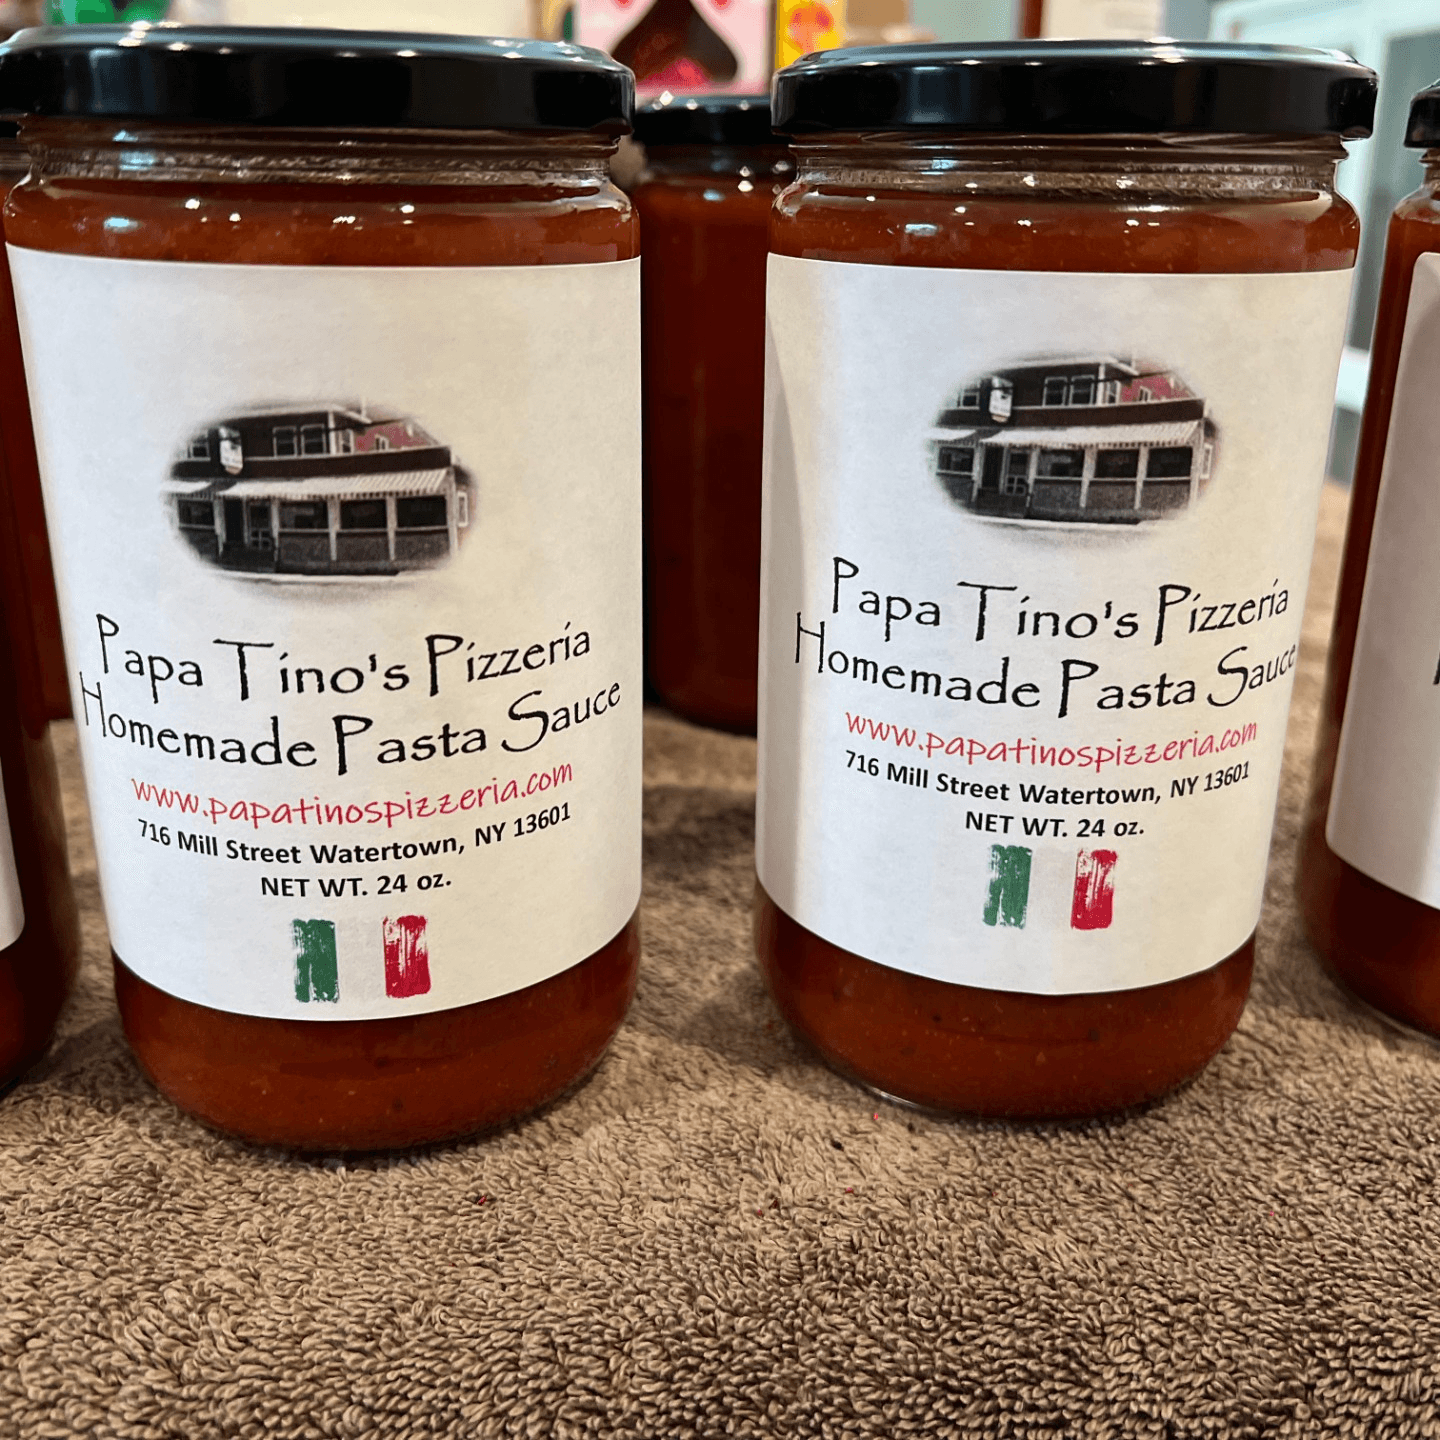 Papa Tino's Pizzeria
Homemade Pasta Sauce
www.papatinospizzeria.com
716 Mill Street Watertown, NY 13601
NET WT. 24 oz.
Papa Tino's Pizzeria
Homemade Pasta Sauce
www.papatinospizzeria.com
716 Mill Street Watertown, NY 13601
NET WT. 24 oz.